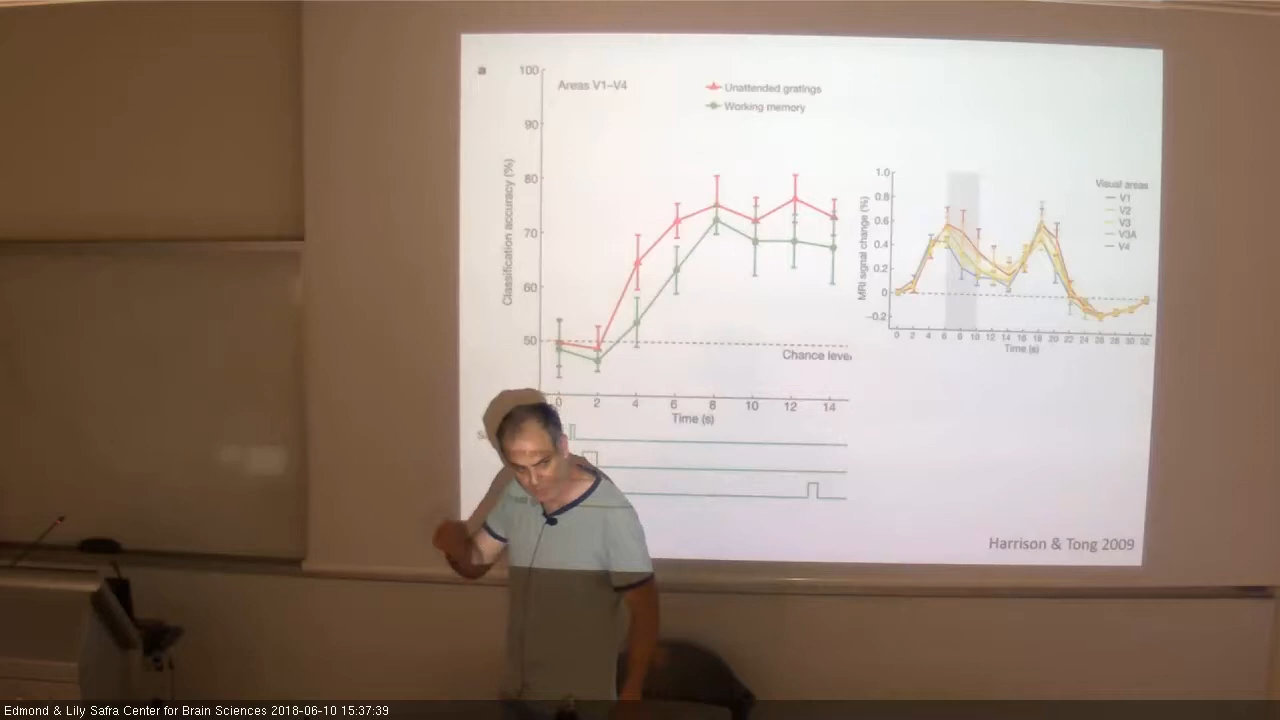 a
100
Areas V1–V4
Unattended gratings
Working memory
90
80
70
60
50
Classification accuracy (%)
Chance level
0 2 4 6 8 10 12 14
Time (s)
1.0
0.8
0.6
0.4
0.2
0
–0.2
MRI signal change (%)
Visual areas
V1
V2
V3
V3A
V4
0 2 4 6 8 10 12 14 16 18 20 22 24 26 28 30 32
Time (s)
Harrison & Tong 2009
Edmond & Lily Safra Center for Brain Sciences 2018-06-10 15:37:39